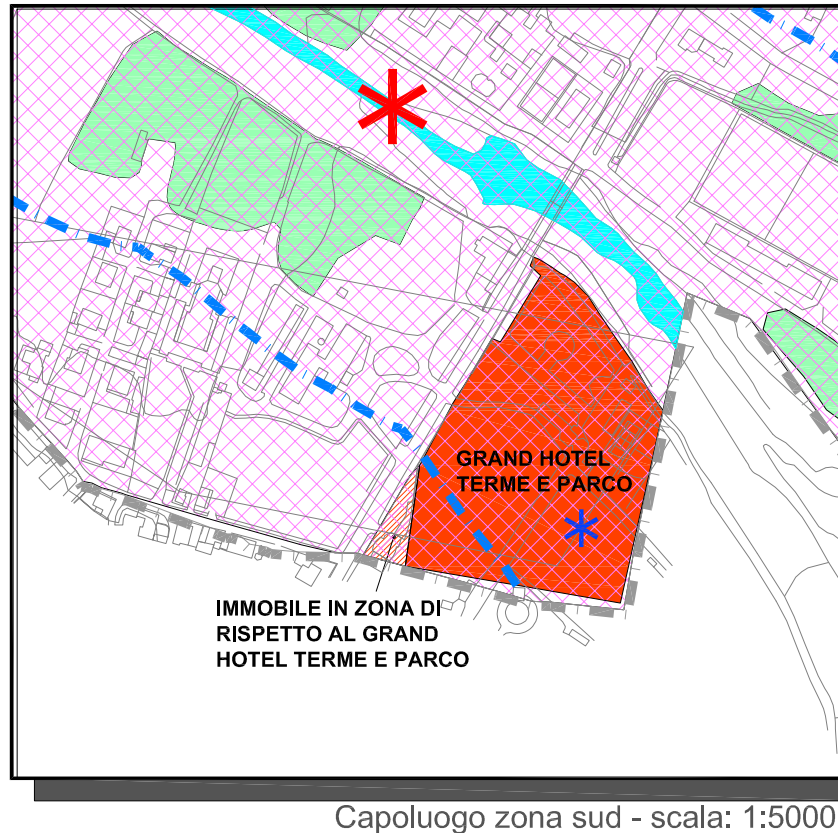 GRAND HOTEL
TERME E PARCO
IMMOBILE IN ZONA DI
RISPETTO AL GRAND
HOTEL TERME E PARCO
Capoluogo zona sud - scala: 1:5000